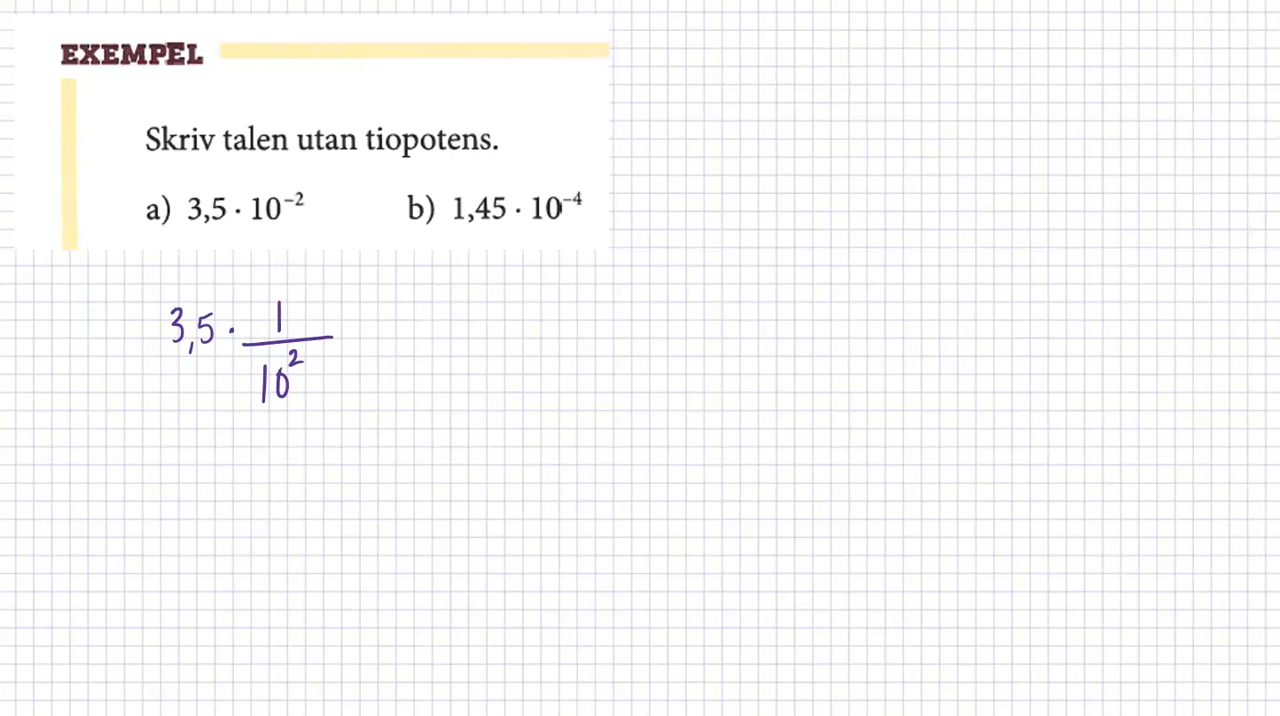 EXEMPEL
Skriv talen utan tiopotens.
a) 3,5 · 10⁻² b) 1,45 · 10⁻⁴
3,5 · 1/10²